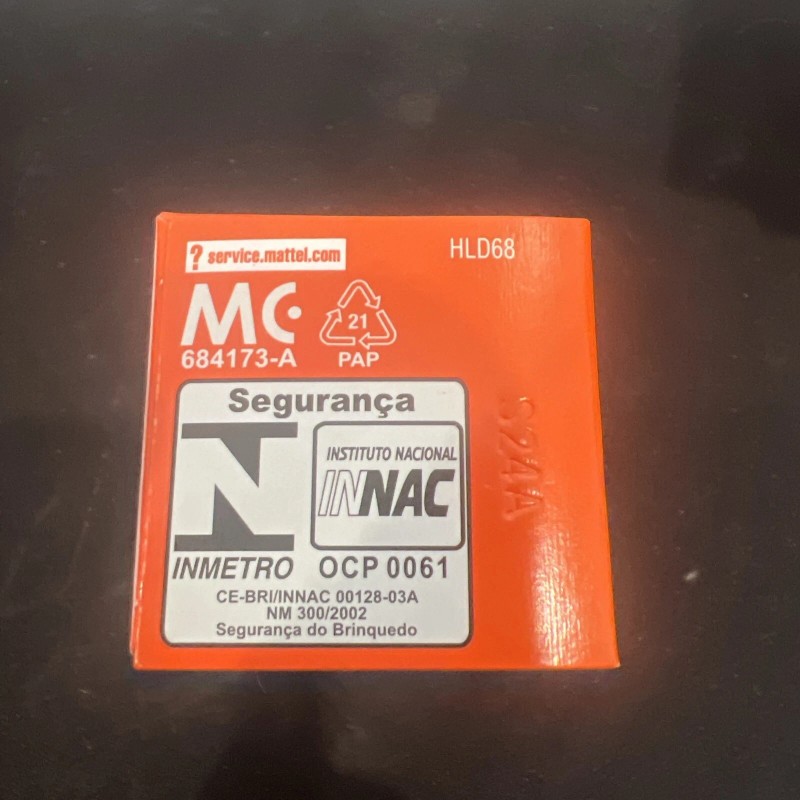 ? service.mattel.com
HLD68
MC
684173-A
21
PAP
Segurança
N
INSTITUTO NACIONAL
INNAC
INMETRO
OCP 0061
CE-BRI/INNAC 00128-03A
NM 300/2002
Segurança do Brinquedo